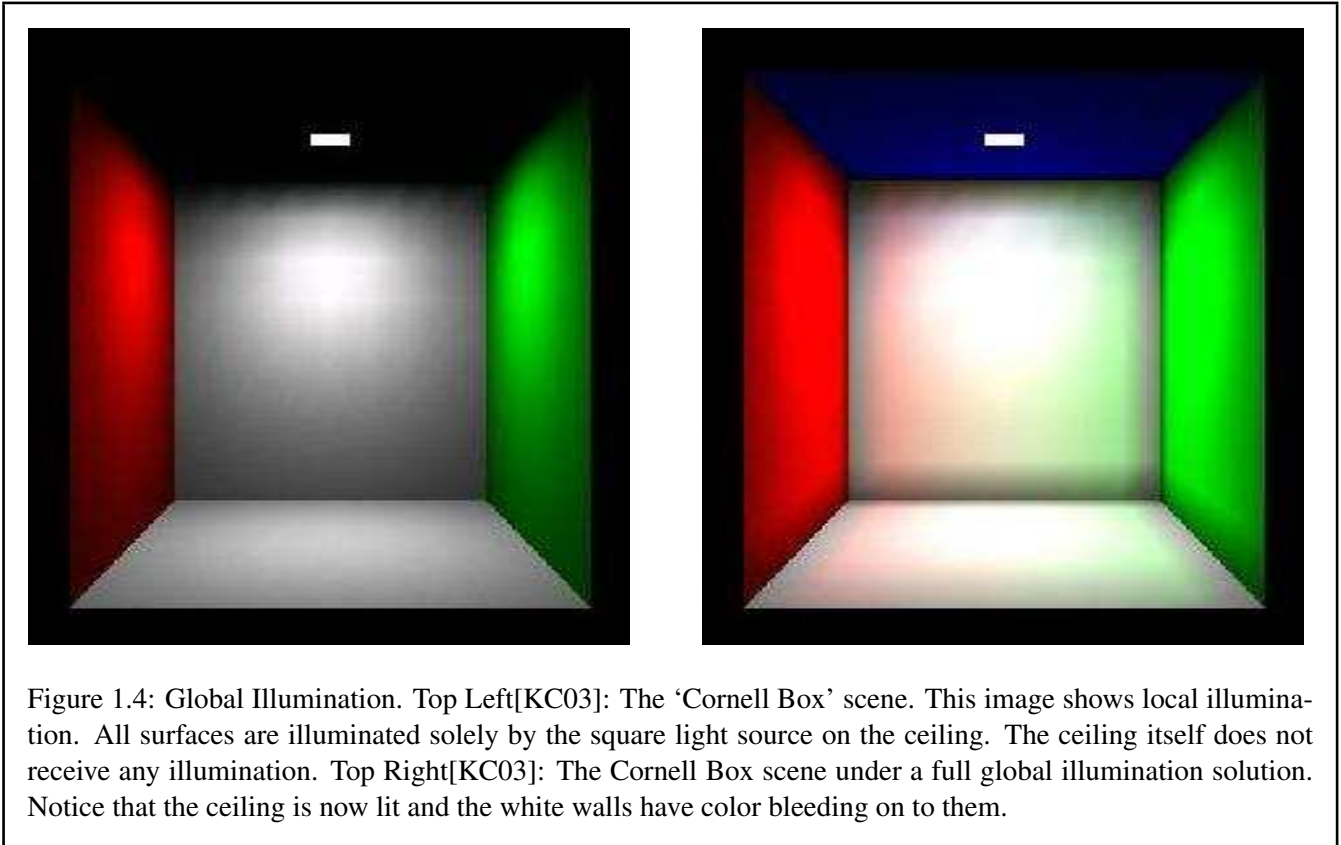 Figure 1.4: Global Illumination. Top Left[KC03]: The ‘Cornell Box’ scene. This image shows local illumina-
tion. All surfaces are illuminated solely by the square light source on the ceiling. The ceiling itself does not
receive any illumination. Top Right[KC03]: The Cornell Box scene under a full global illumination solution.
Notice that the ceiling is now lit and the white walls have color bleeding on to them.